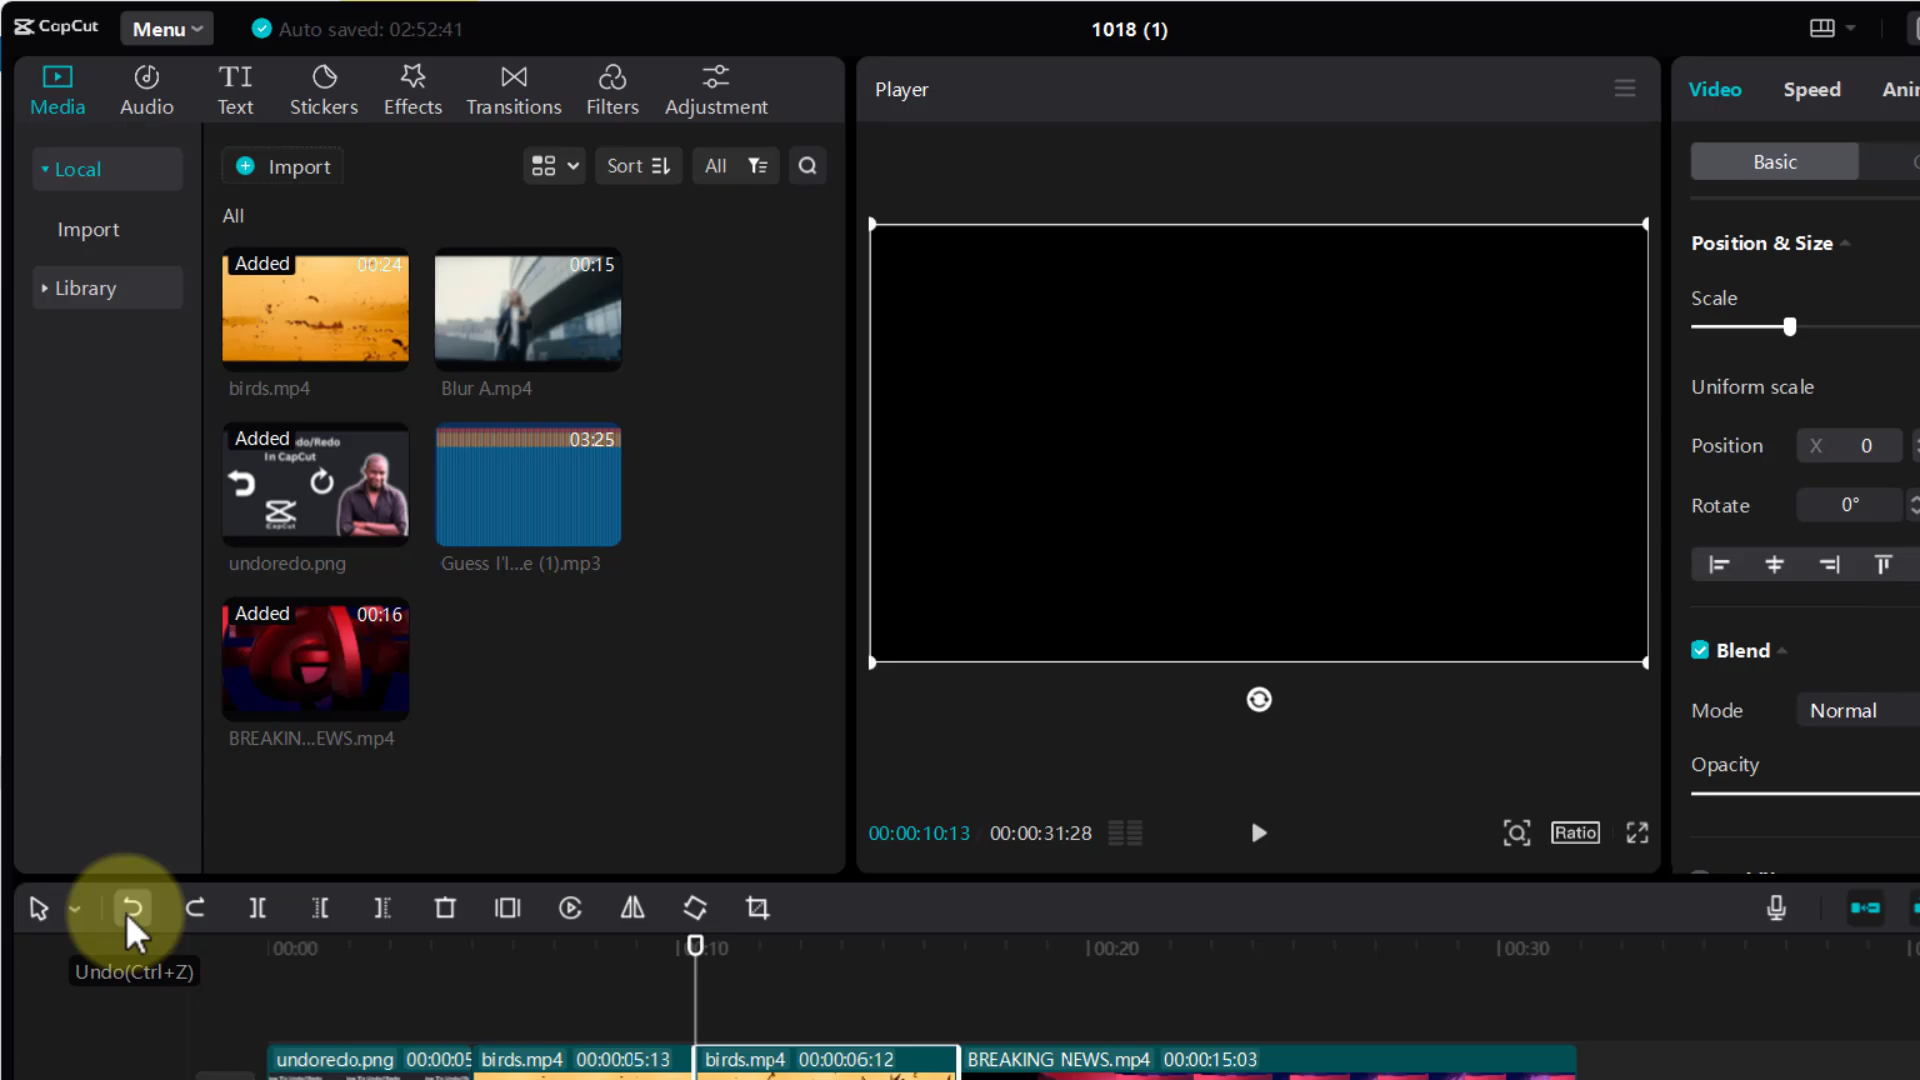 CapCut Menu Auto saved: 02:52:41 1018 (1)
Media Audio Text Stickers Effects Transitions Filters Adjustment
Player
Video Speed
Local
Import
Library
Import Sort All
All
Added 00:24
birds.mp4
00:15
Blur A.mp4
Added do/Redo
In CapCut
CapCut
undoredo.png
03:25
Guess I'l...e (1).mp3
Added 00:16
BREAKIN...EWS.mp4
00:00:10:13 00:00:31:28 Ratio
Basic
Position & Size
Scale
Uniform scale
Position X 0
Rotate 0°
Blend
Mode Normal
Opacity
Undo(Ctrl+Z)
00:00 00:20 00:30
undoredo.png 00:00:05 birds.mp4 00:00:05:13 birds.mp4 00:00:06:12 BREAKING NEWS.mp4 00:00:15:03